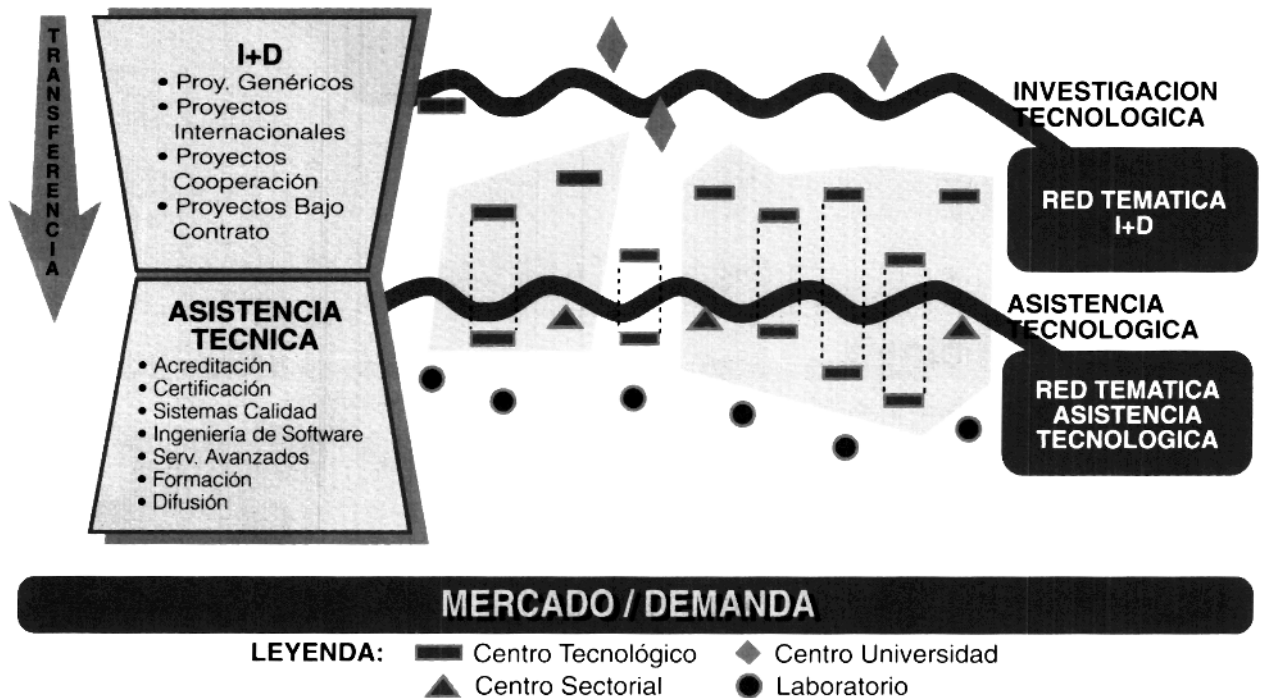 TRANSFERENCIA
I+D
• Proy. Genéricos
• Proyectos
Internacionales
• Proyectos
Cooperación
• Proyectos Bajo
Contrato
ASISTENCIA
TECNICA
• Acreditación
• Certificación
• Sistemas Calidad
• Ingeniería de Software
• Serv. Avanzados
• Formación
• Difusión
INVESTIGACION
TECNOLOGICA
RED TEMATICA
I+D
ASISTENCIA
TECNOLOGICA
RED TEMATICA
ASISTENCIA
TECNOLOGICA
MERCADO / DEMANDA
LEYENDA:
Centro Tecnológico
Centro Universidad
Centro Sectorial
Laboratorio